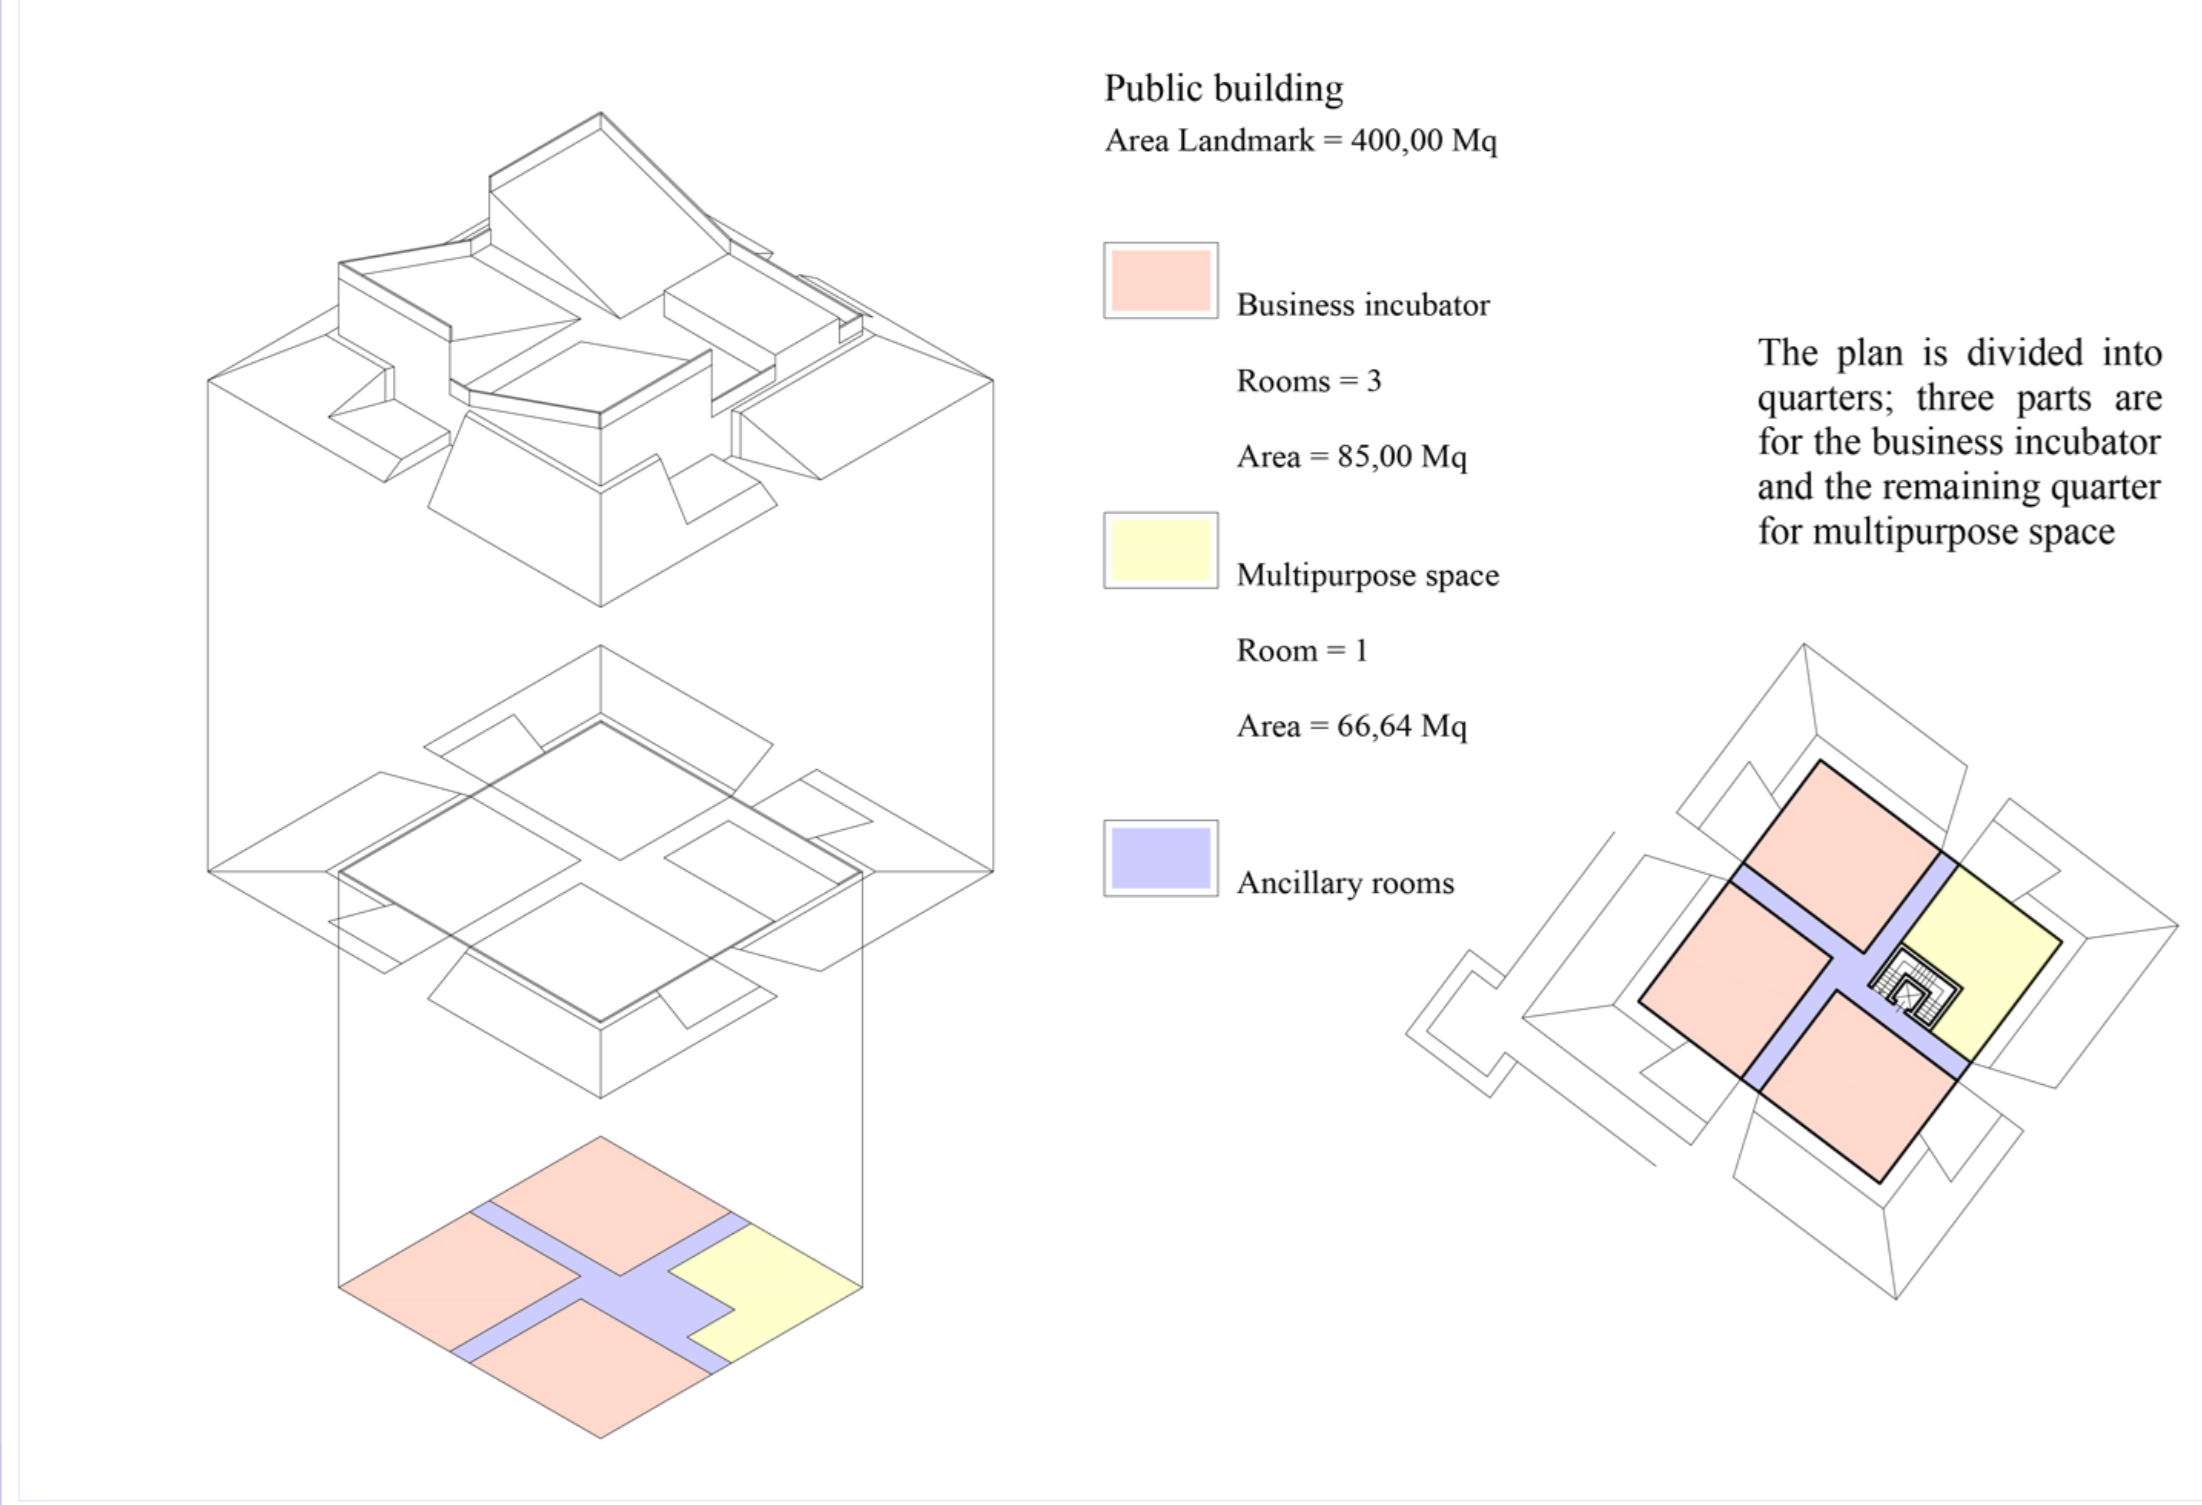 Public building
Area Landmark = 400,00 Mq
Business incubator
Rooms = 3
Area = 85,00 Mq
Multipurpose space
Room = 1
Area = 66,64 Mq
Ancillary rooms
The plan is divided into
quarters; three parts are
for the business incubator
and the remaining quarter
for multipurpose space